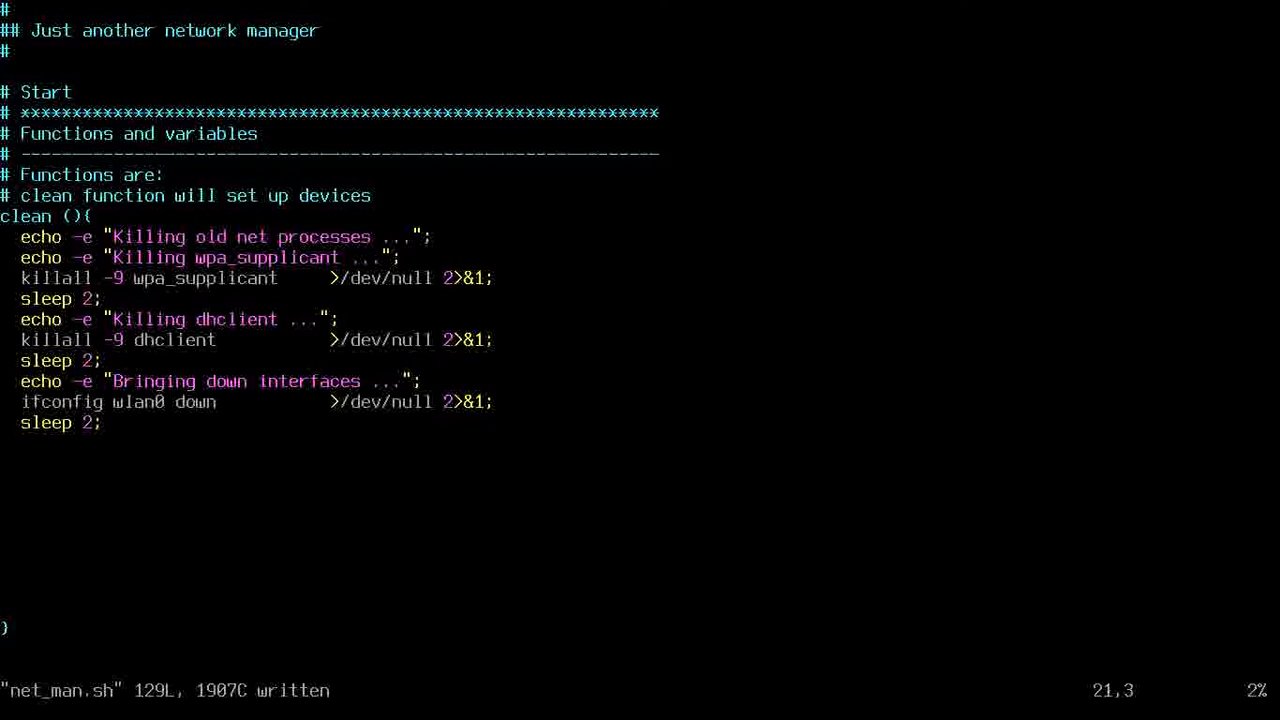 #
## Just another network manager
#
# Start
# **************************************************************
# Functions and variables
# --------------------------------------------------------------
# Functions are:
# clean function will set up devices
clean (){
  echo -e "Killing old net processes ...";
  echo -e "Killing wpa_supplicant ...";
  killall -9 wpa_supplicant     >/dev/null 2>&1;
  sleep 2;
  echo -e "Killing dhclient ...";
  killall -9 dhclient           >/dev/null 2>&1;
  sleep 2;
  echo -e "Bringing down interfaces ...";
  ifconfig wlan0 down           >/dev/null 2>&1;
  sleep 2;
}
"net_man.sh" 129L, 1907C written 21,3 2%